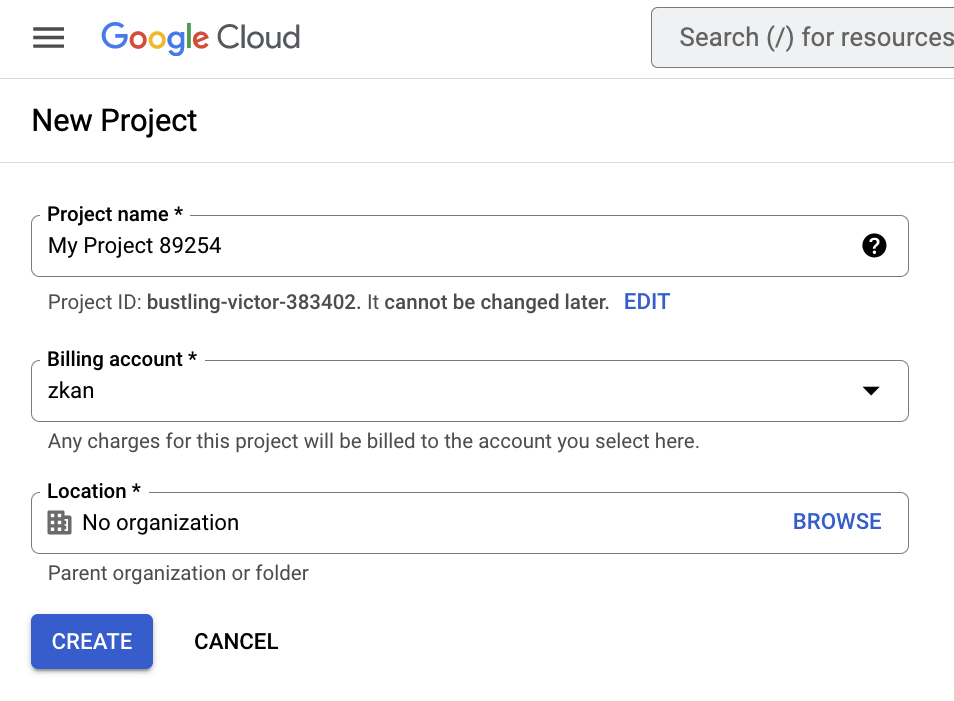 Google Cloud
Search (/) for resources
New Project
Project name *
My Project 89254
Project ID: bustling-victor-383402. It cannot be changed later. EDIT
Billing account *
zkan
Any charges for this project will be billed to the account you select here.
Location *
No organization BROWSE
Parent organization or folder
CREATE CANCEL